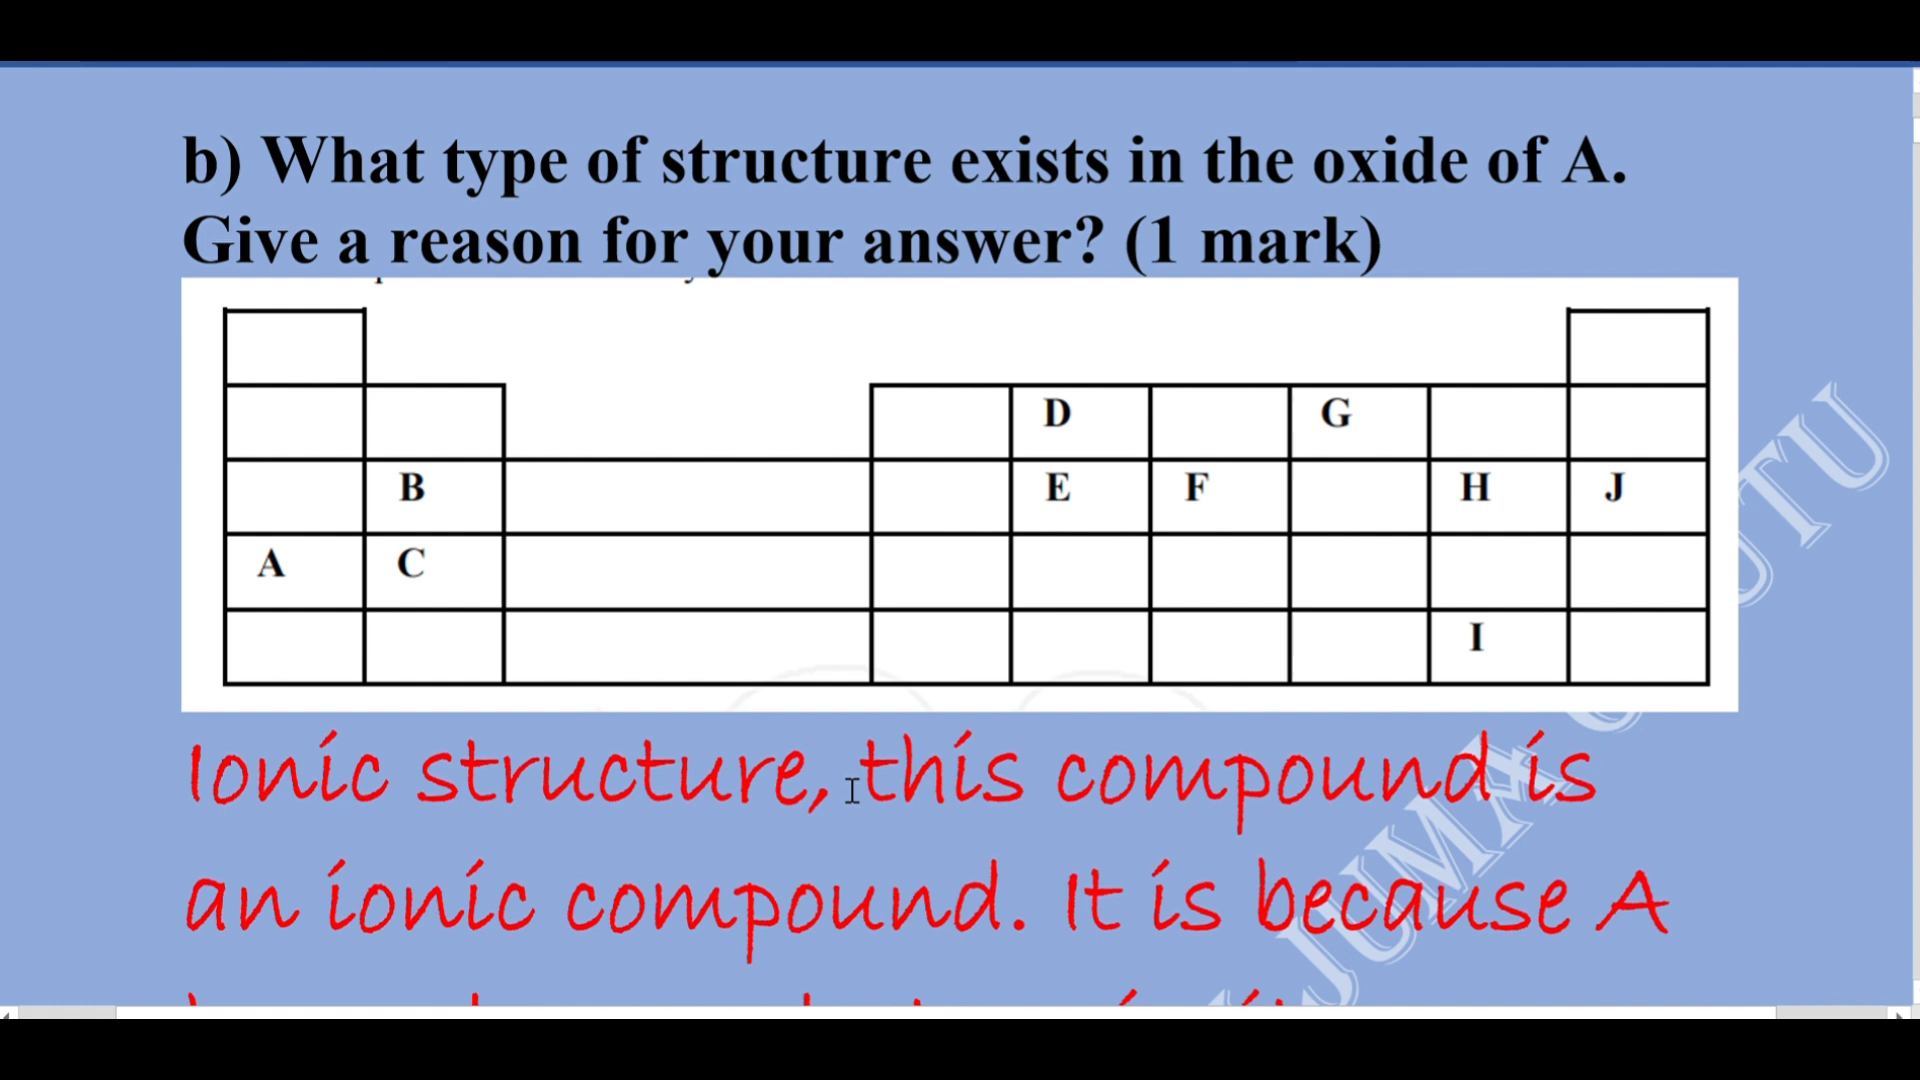 b) What type of structure exists in the oxide of A.
Give a reason for your answer? (1 mark)
D G
B E F H J
A C
I
Ionic structure, this compound is
an ionic compound. It is because A